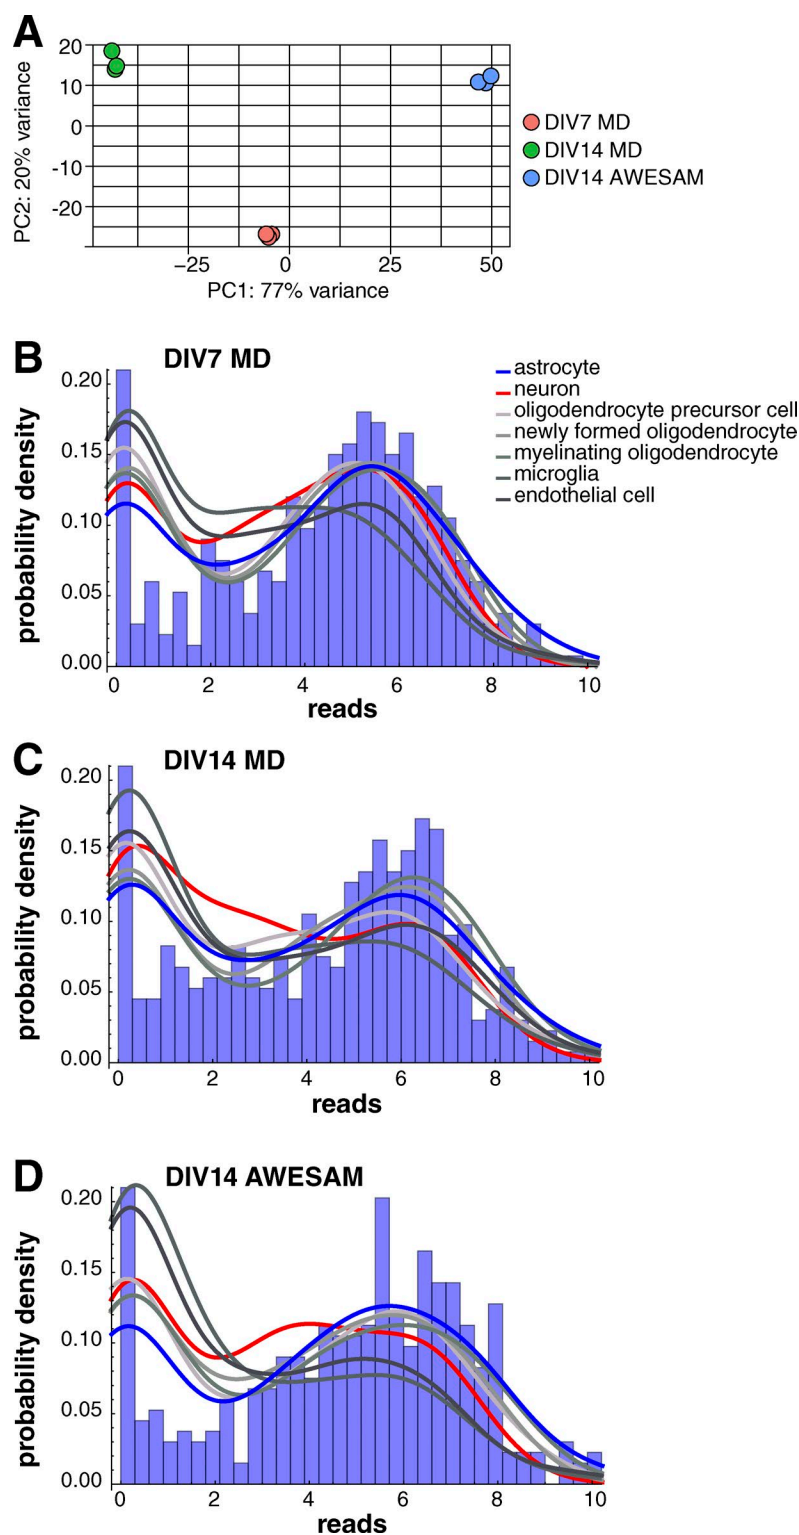 A
20
10
0
-10
-20
PC2: 20% variance
−25 0 25 50
PC1: 77% variance
DIV7 MD
DIV14 MD
DIV14 AWESAM
B
DIV7 MD
astrocyte
neuron
oligodendrocyte precursor cell
newly formed oligodendrocyte
myelinating oligodendrocyte
microglia
endothelial cell
0.20
0.15
0.10
0.05
0.00
probability density
0 2 4 6 8 10
reads
C
DIV14 MD
0.20
0.15
0.10
0.05
0.00
probability density
0 2 4 6 8 10
reads
D
DIV14 AWESAM
0.20
0.15
0.10
0.05
0.00
probability density
0 2 4 6 8 10
reads